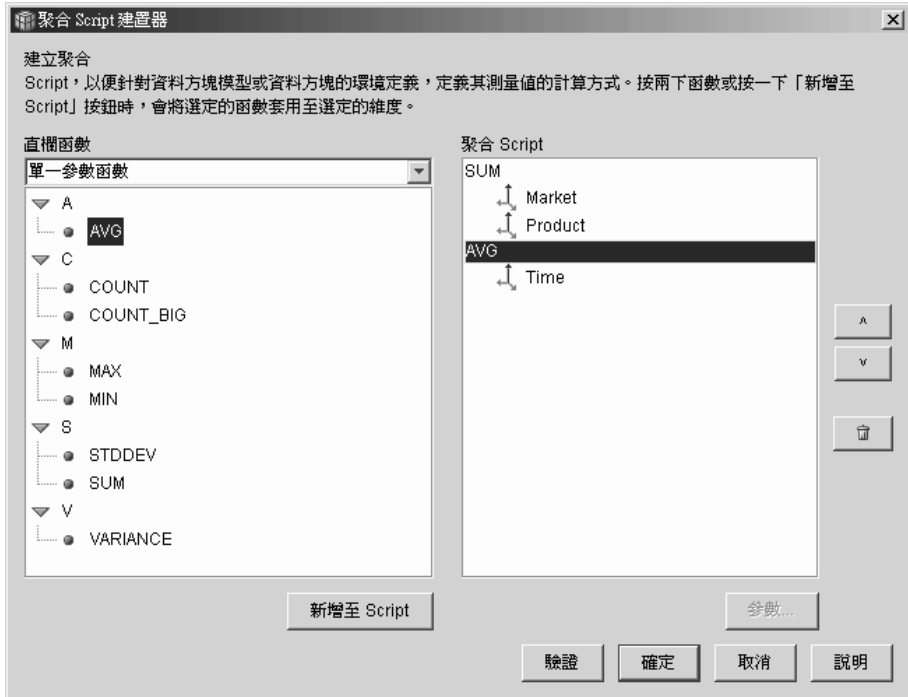 聚合 Script 建置器
建立聚合
Script，以便針對資料方塊模型或資料方塊的環境定義，定義其測量值的計算方式。按兩下函數或按一下「新增至
Script」按鈕時，會將選定的函數套用至選定的維度。
直欄函數
單一參數函數
A
AVG
C
COUNT
COUNT_BIG
M
MAX
MIN
S
STDDEV
SUM
V
VARIANCE
新增至 Script
聚合 Script
SUM
Market
Product
AVG
Time
參數...
驗證
確定
取消
說明